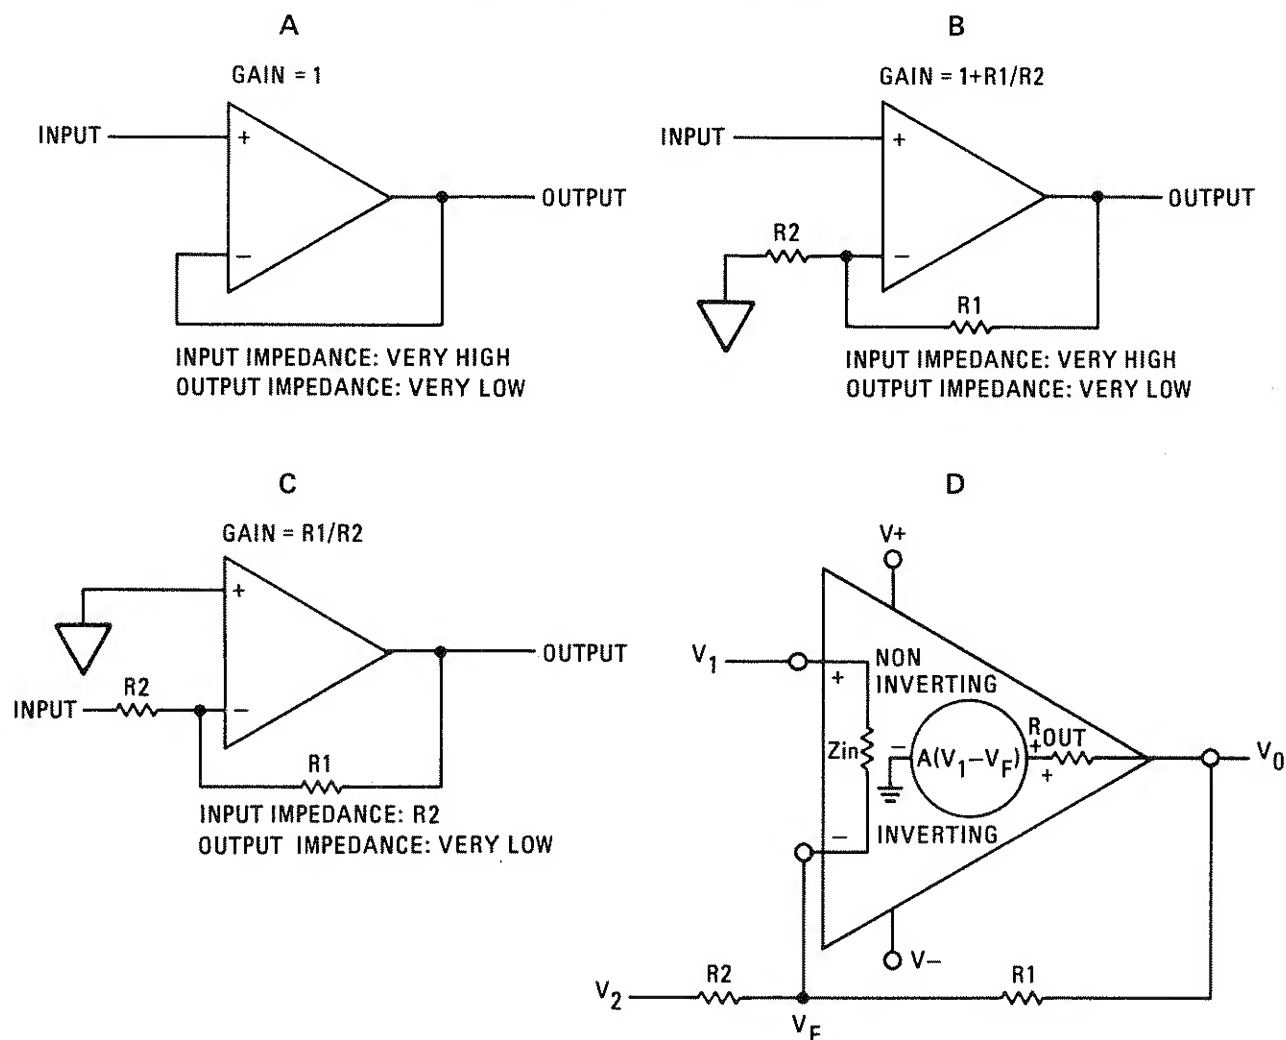 A
GAIN = 1
INPUT
+
−
OUTPUT
INPUT IMPEDANCE: VERY HIGH
OUTPUT IMPEDANCE: VERY LOW
B
GAIN = 1+R1/R2
INPUT
+
−
R2
R1
OUTPUT
INPUT IMPEDANCE: VERY HIGH
OUTPUT IMPEDANCE: VERY LOW
C
GAIN = R1/R2
+
−
R2
INPUT
R1
OUTPUT
INPUT IMPEDANCE: R2
OUTPUT IMPEDANCE: VERY LOW
D
V+
V1
+
NON
INVERTING
Zin
−
A(V1−VF)
+
ROUT
+
V0
−
INVERTING
V−
V2
R2
R1
VF